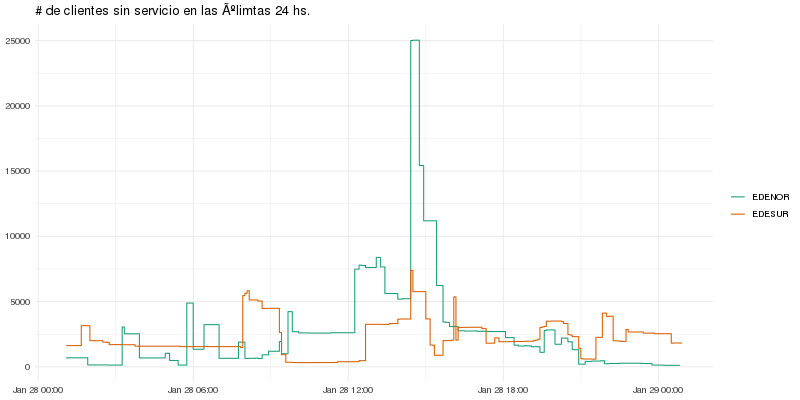 # de clientes sin servicio en las Ãºlimtas 24 hs.
25000
20000
15000
10000
5000
0
Jan 28 00:00 Jan 28 06:00 Jan 28 12:00 Jan 28 18:00 Jan 29 00:00
EDENOR
EDESUR